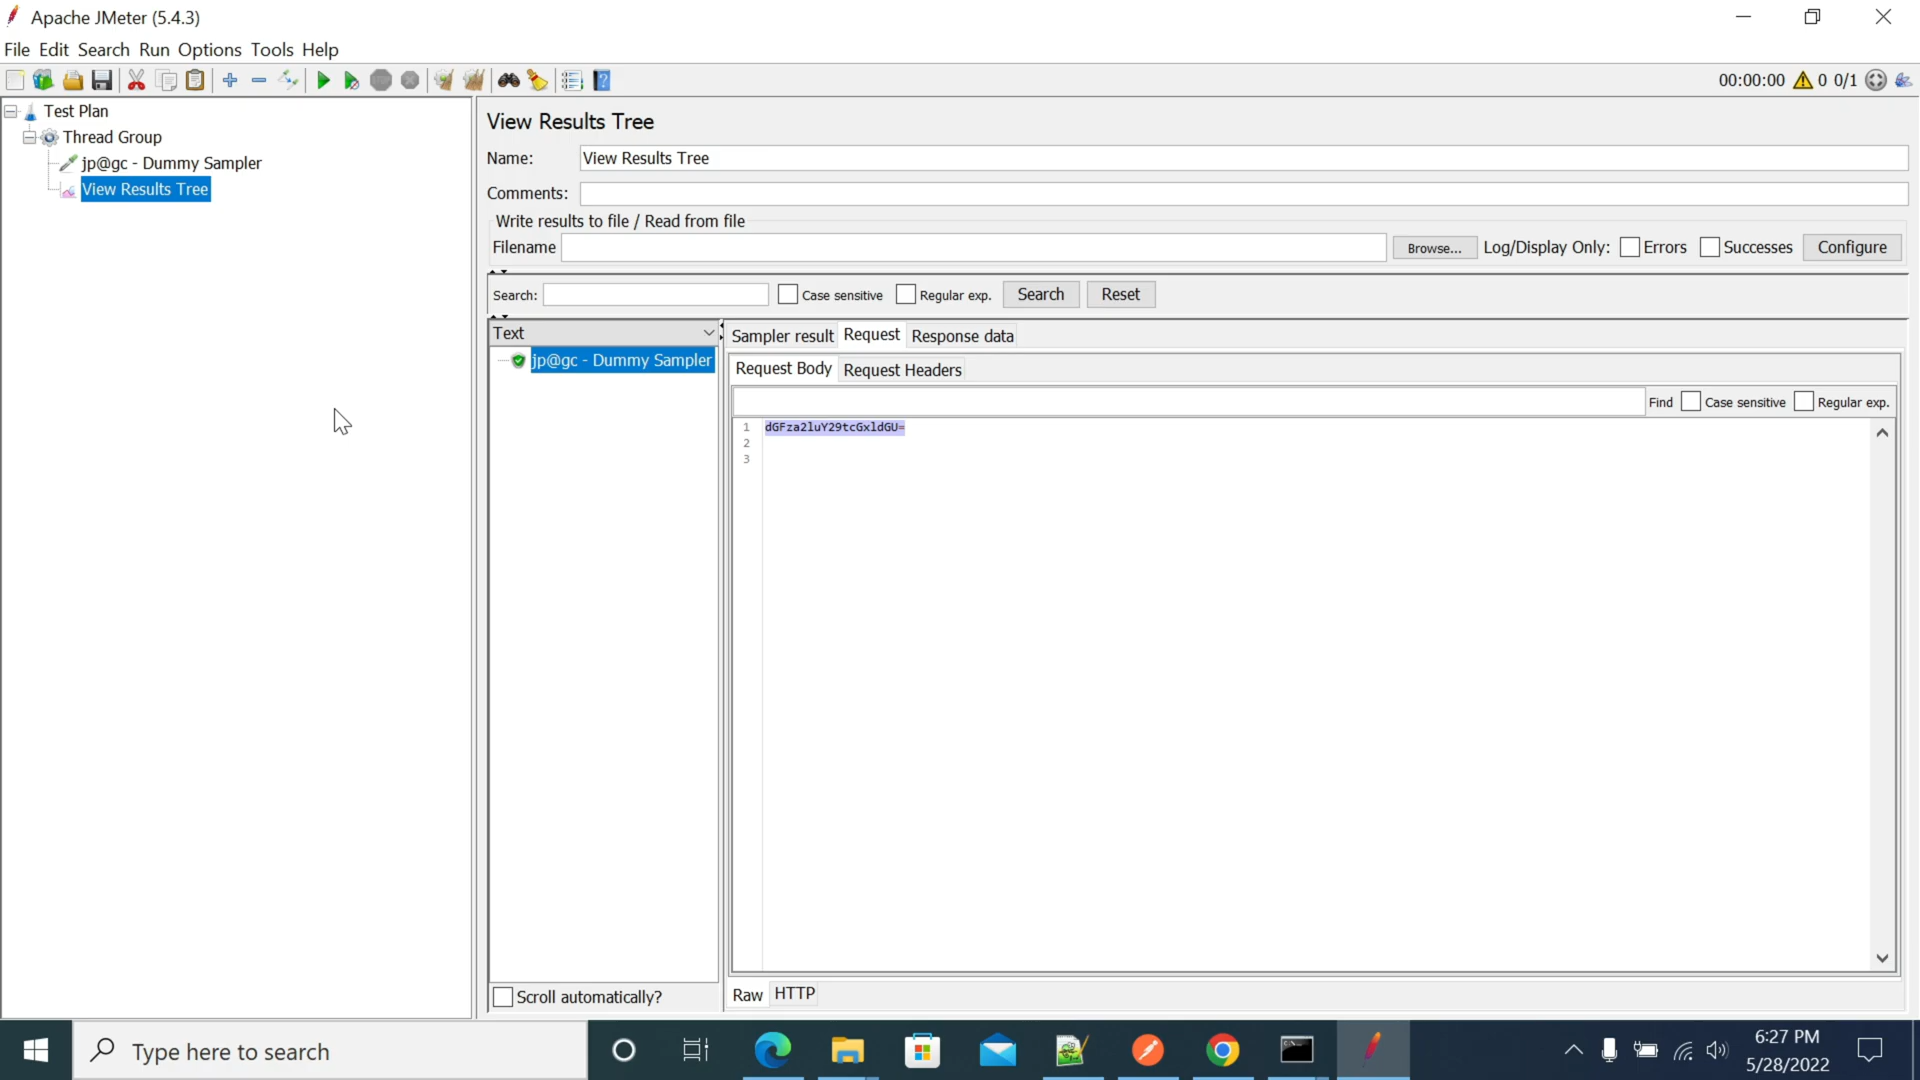 Apache JMeter (5.4.3)
File Edit Search Run Options Tools Help
00:00:00 0 0/1
Test Plan
Thread Group
jp@gc - Dummy Sampler
View Results Tree
View Results Tree
Name: View Results Tree
Comments:
Write results to file / Read from file
Filename Browse... Log/Display Only: Errors Successes Configure
Search: Case sensitive Regular exp. Search Reset
Text
jp@gc - Dummy Sampler
Scroll automatically?
Sampler result Request Response data
Request Body Request Headers
Find Case sensitive Regular exp.
1 dGFza2luY29tcGxldGU=
2
3
Raw HTTP
Type here to search
6:27 PM
5/28/2022